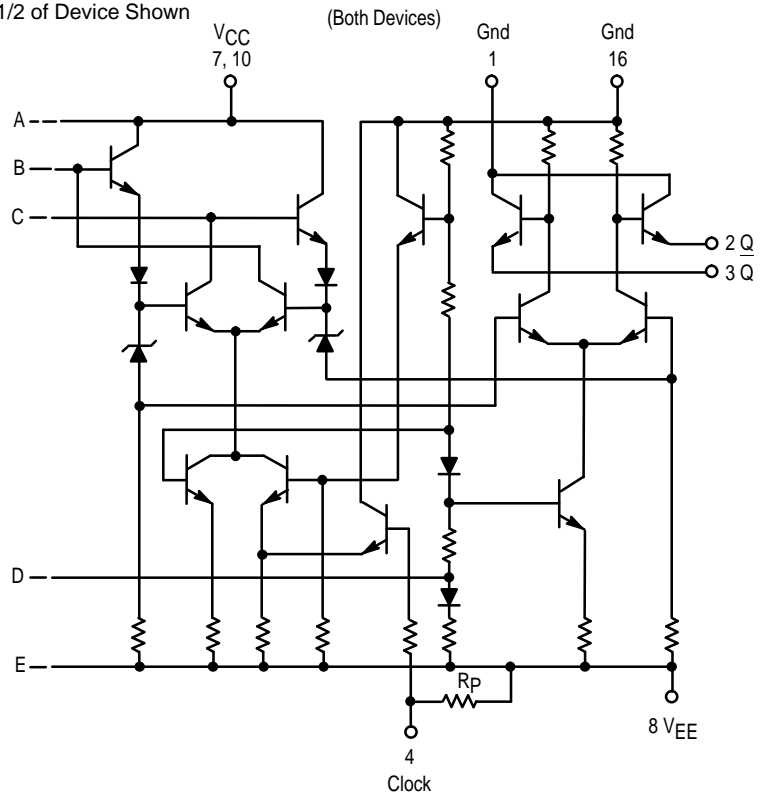 1/2 of Device Shown
(Both Devices)
VCC
7, 10
Gnd
1
Gnd
16
A
B
C
2 Q
3 Q̅
D
E
RP
8 VEE
4
Clock